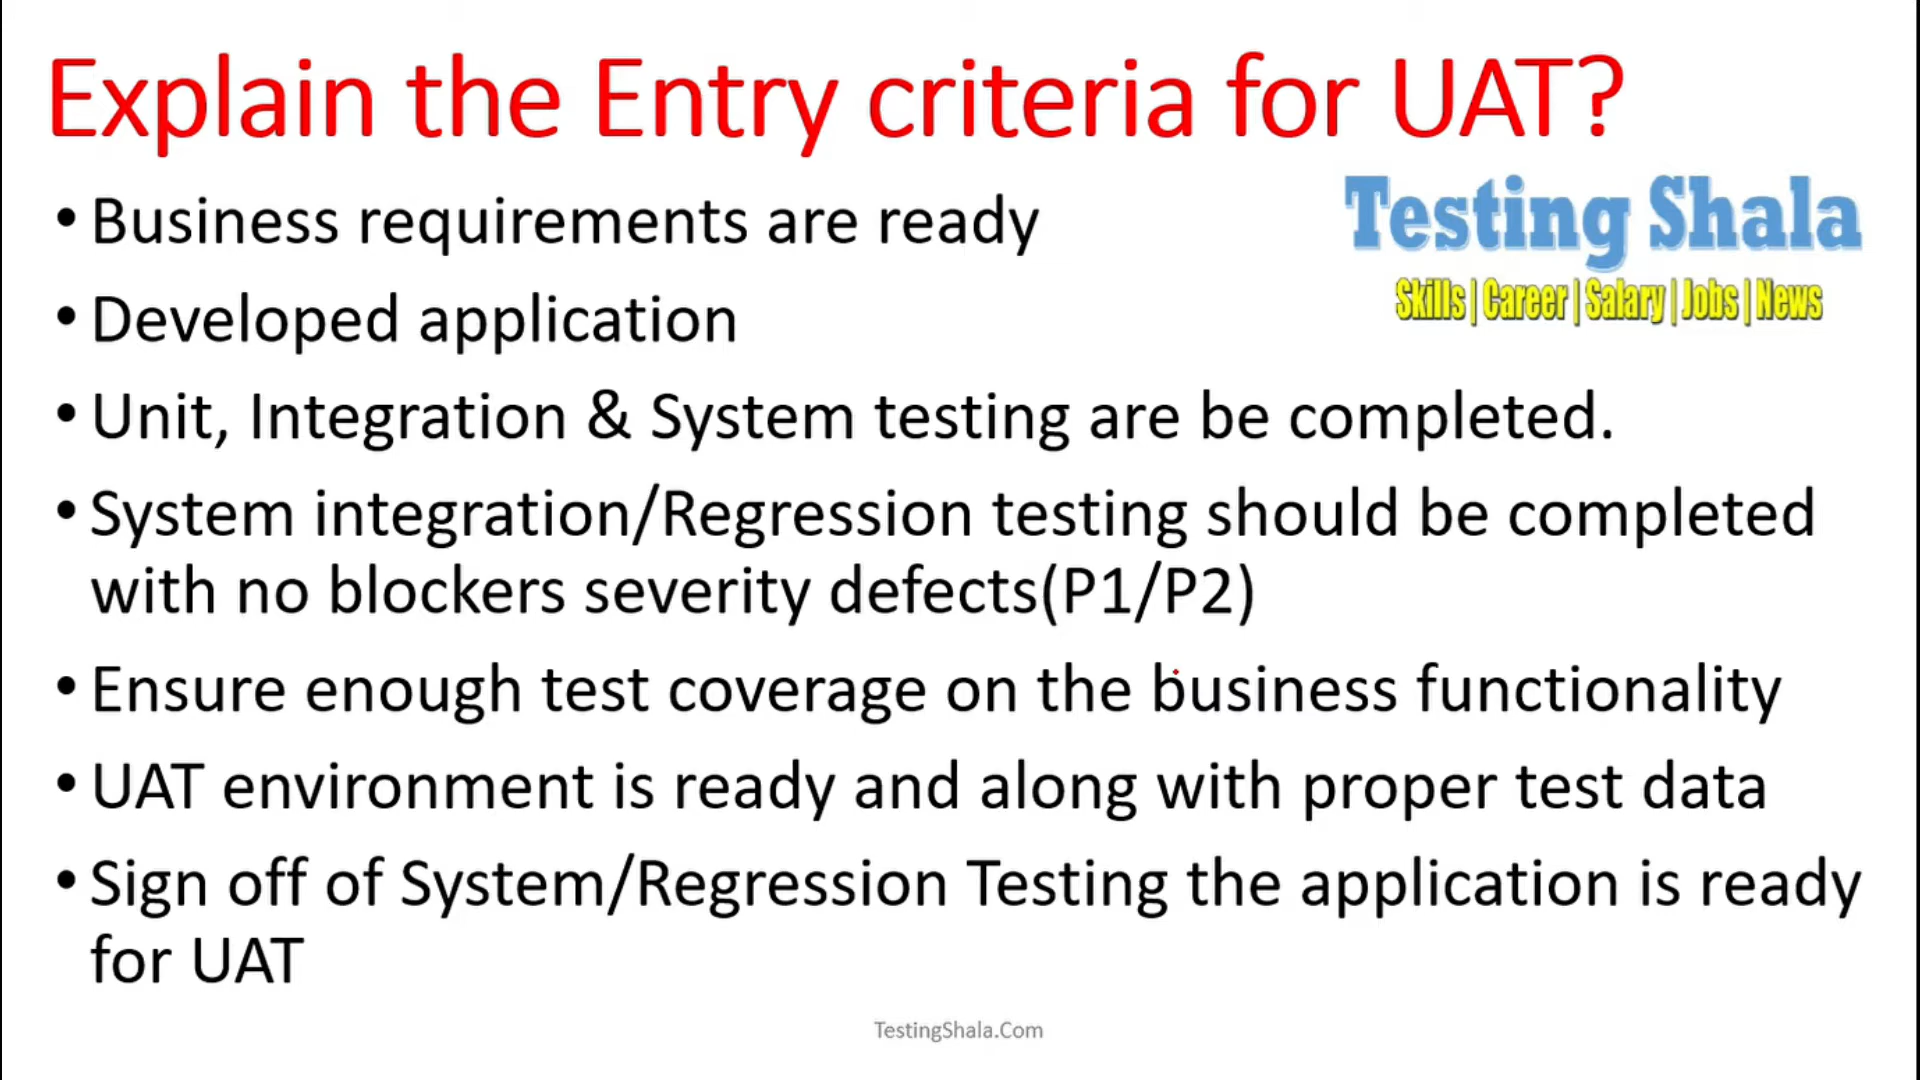 Explain the Entry criteria for UAT?
• Business requirements are ready
Testing Shala
Skills | Career | Salary | Jobs | News
• Developed application
• Unit, Integration & System testing are be completed.
• System integration/Regression testing should be completed
with no blockers severity defects(P1/P2)
• Ensure enough test coverage on the business functionality
• UAT environment is ready and along with proper test data
• Sign off of System/Regression Testing the application is ready
for UAT
TestingShala.Com